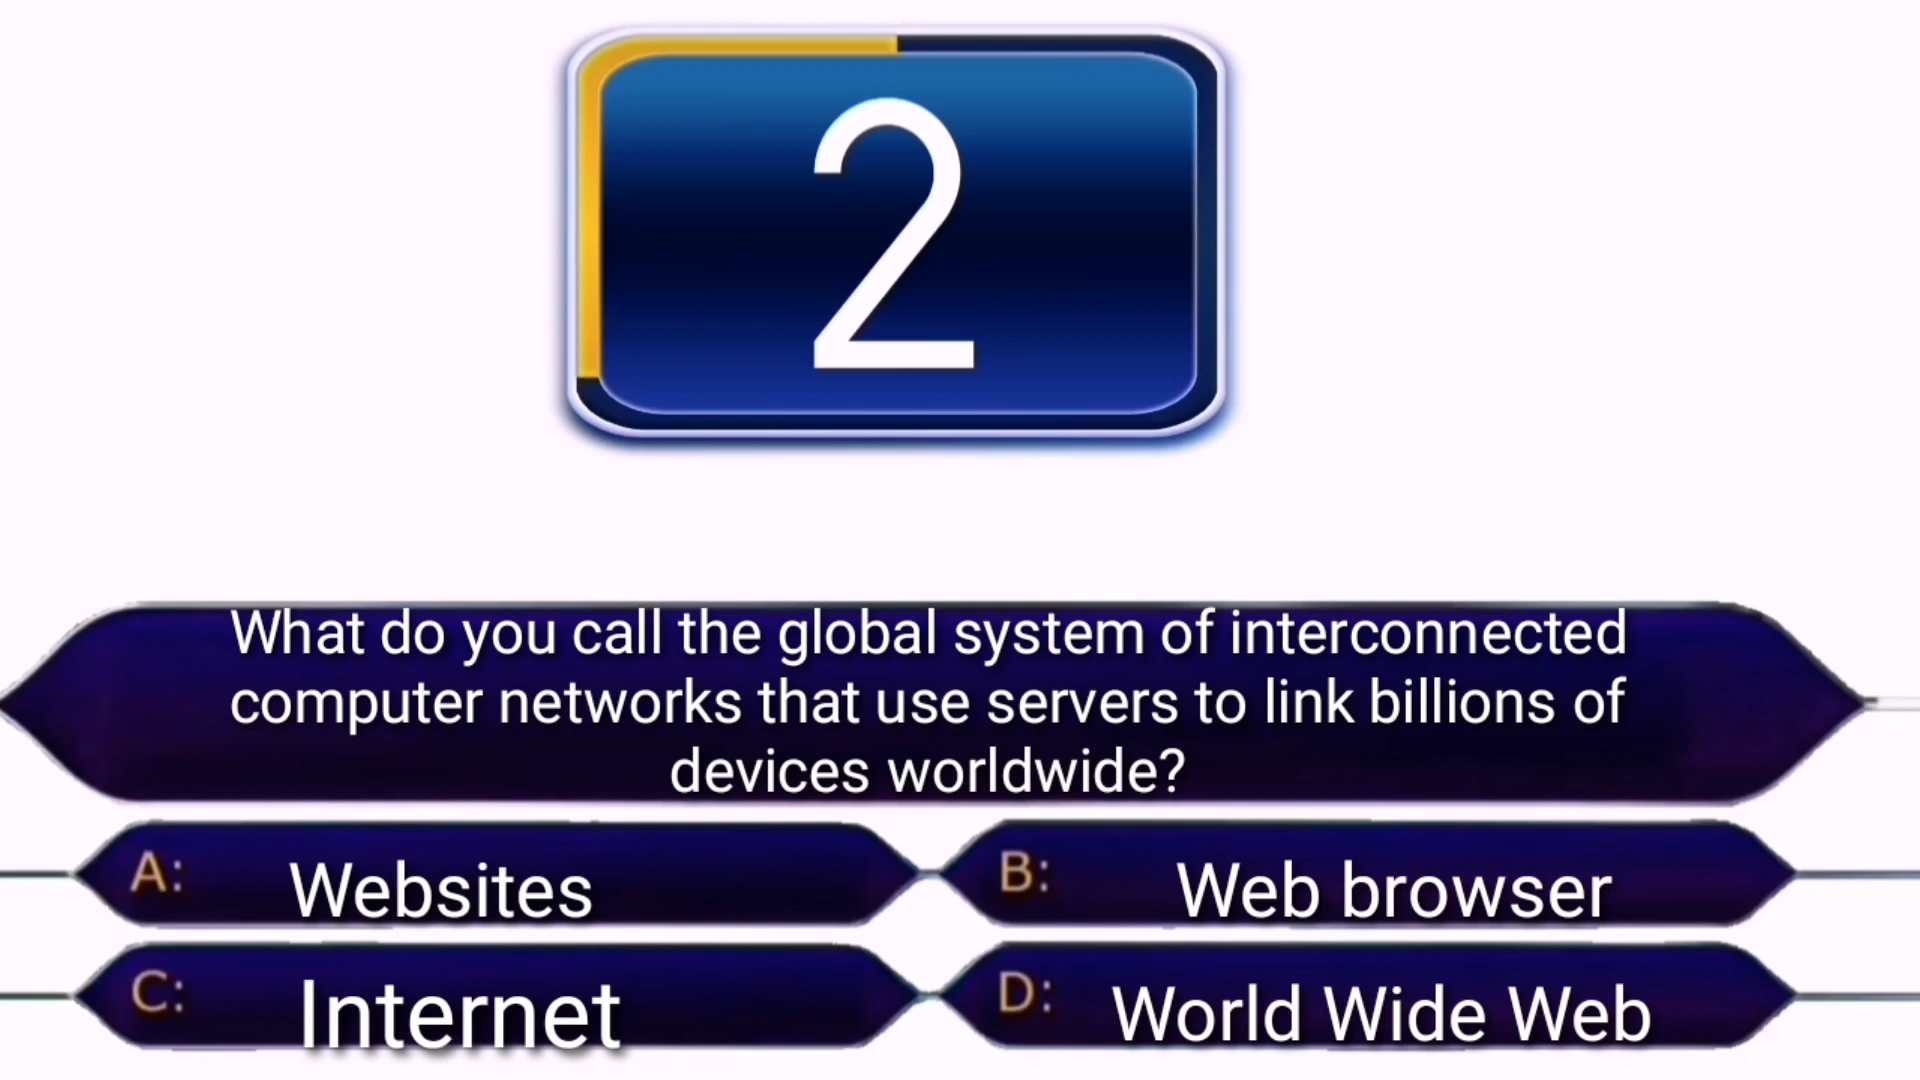 2
What do you call the global system of interconnected
computer networks that use servers to link billions of
devices worldwide?
A: Websites
B: Web browser
C: Internet
D: World Wide Web